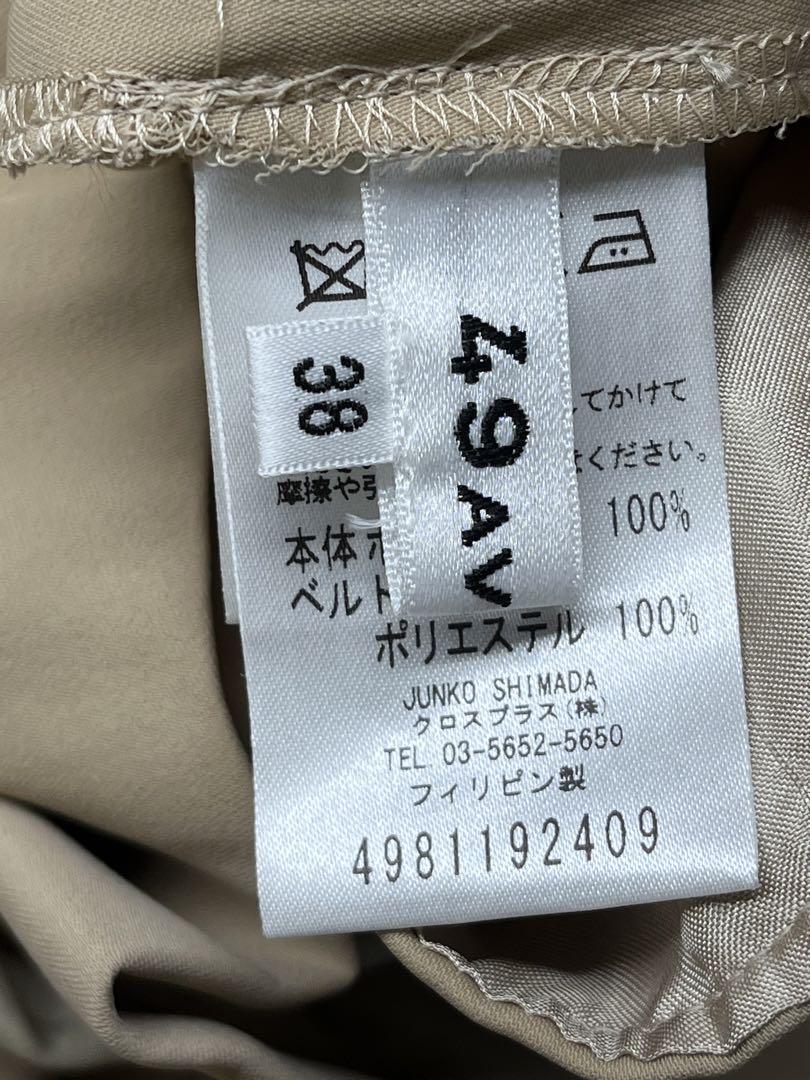 49AV
38
してかけて
ください。
摩擦や引
100%
本体
ベルト
ポリエステル 100%
JUNKO SHIMADA
クロスプラス(株)
TEL 03-5652-5650
フィリピン製
4981192409